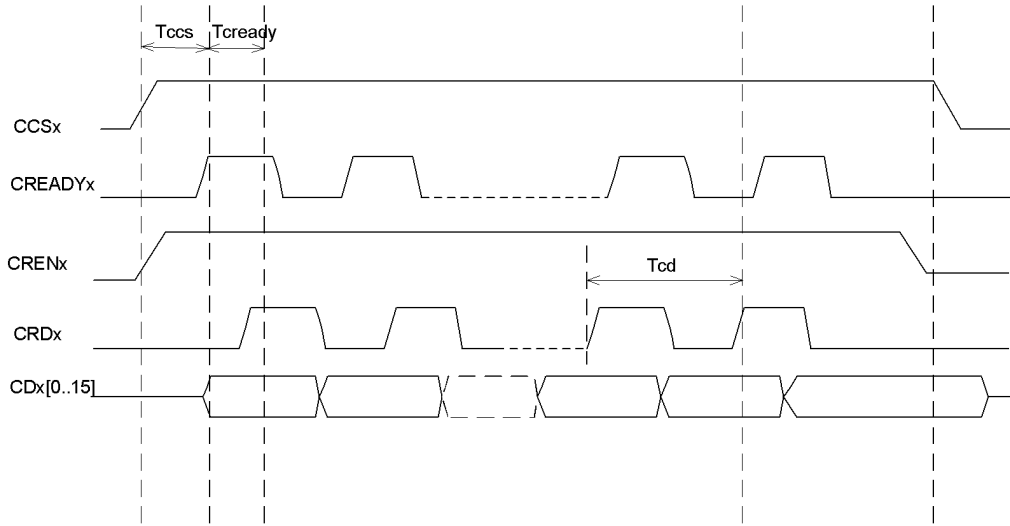 Tccs Tcready
CCSx
CREADYx
CRENx
Tcd
CRDx
CDx[0..15]